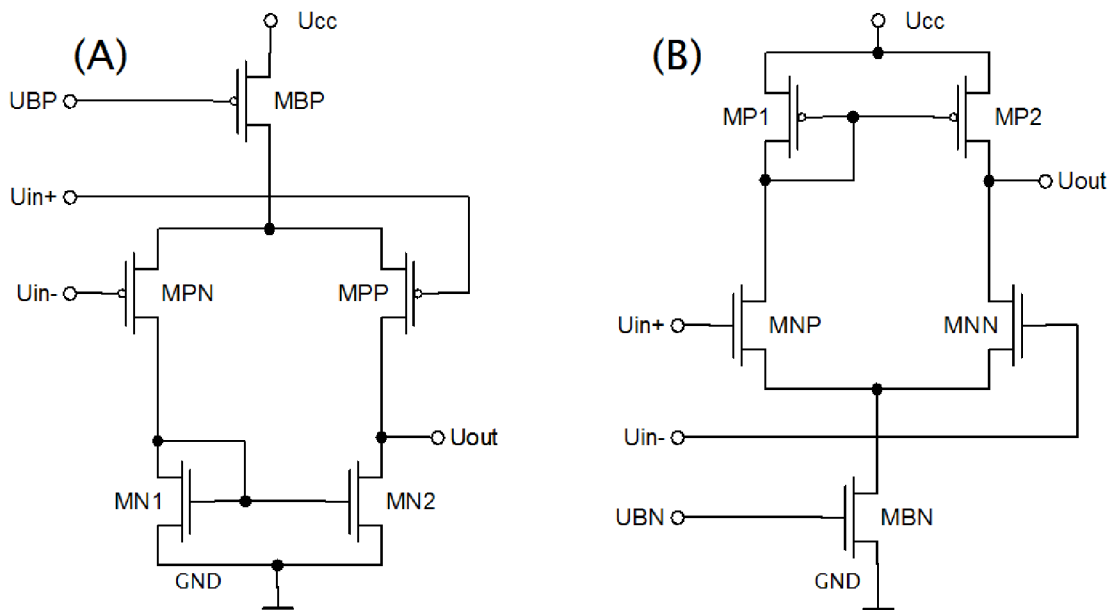 (A)
Ucc
UBP
MBP
Uin+
Uin-
MPN
MPP
Uout
MN1
MN2
GND
(B)
Ucc
MP1
MP2
Uout
Uin+
MNP
MNN
Uin-
UBN
MBN
GND